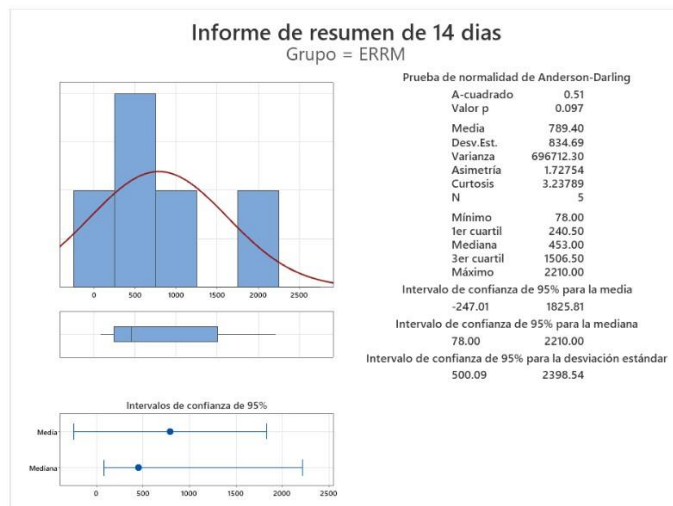 Informe de resumen de 14 dias
Grupo = ERRM
0 500 1000 1500 2000 2500
Intervalos de confianza de 95%
Media
Mediana
0 500 1000 1500 2000 2500
Prueba de normalidad de Anderson-Darling
A-cuadrado 0.51
Valor p 0.097
Media 789.40
Desv.Est. 834.69
Varianza 696712.30
Asimetría 1.72754
Curtosis 3.23789
N 5
Mínimo 78.00
1er cuartil 240.50
Mediana 453.00
3er cuartil 1506.50
Máximo 2210.00
Intervalo de confianza de 95% para la media
-247.01 1825.81
Intervalo de confianza de 95% para la mediana
78.00 2210.00
Intervalo de confianza de 95% para la desviación estándar
500.09 2398.54